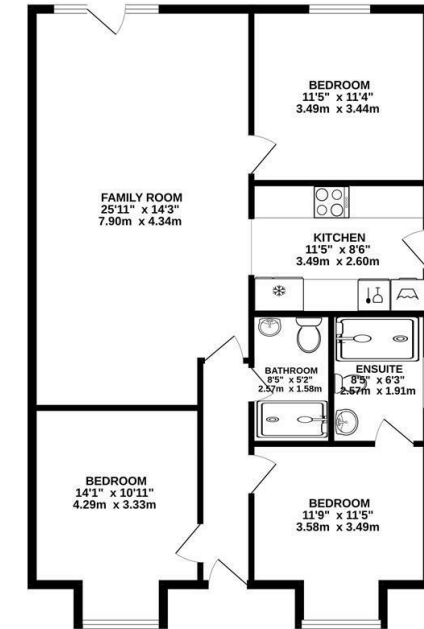 BEDROOM
11'5" x 11'4"
3.49m x 3.44m
FAMILY ROOM
25'11" x 14'3"
7.90m x 4.34m
KITCHEN
11'5" x 8'6"
3.49m x 2.60m
BATHROOM
8'5" x 5'2"
2.57m x 1.58m
ENSUITE
8'5" x 6'3"
2.57m x 1.91m
BEDROOM
14'1" x 10'11"
4.29m x 3.33m
BEDROOM
11'9" x 11'5"
3.58m x 3.49m